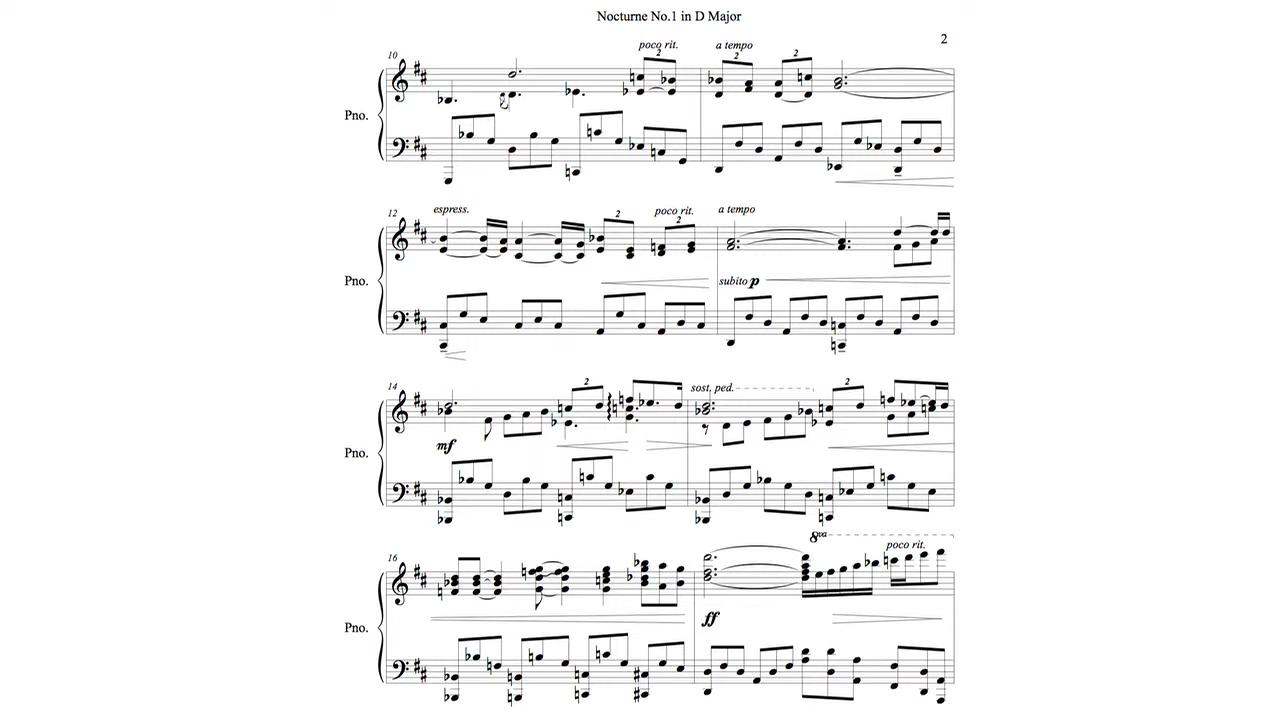 Nocturne No.1 in D Major
2
10
poco rit.
a tempo
2
2
2
Pno.
12
espress.
2
poco rit.
2
a tempo
Pno.
subito p
14
2
sost. ped.
2
mf
Pno.
16
8va
poco rit.
Pno.
ff